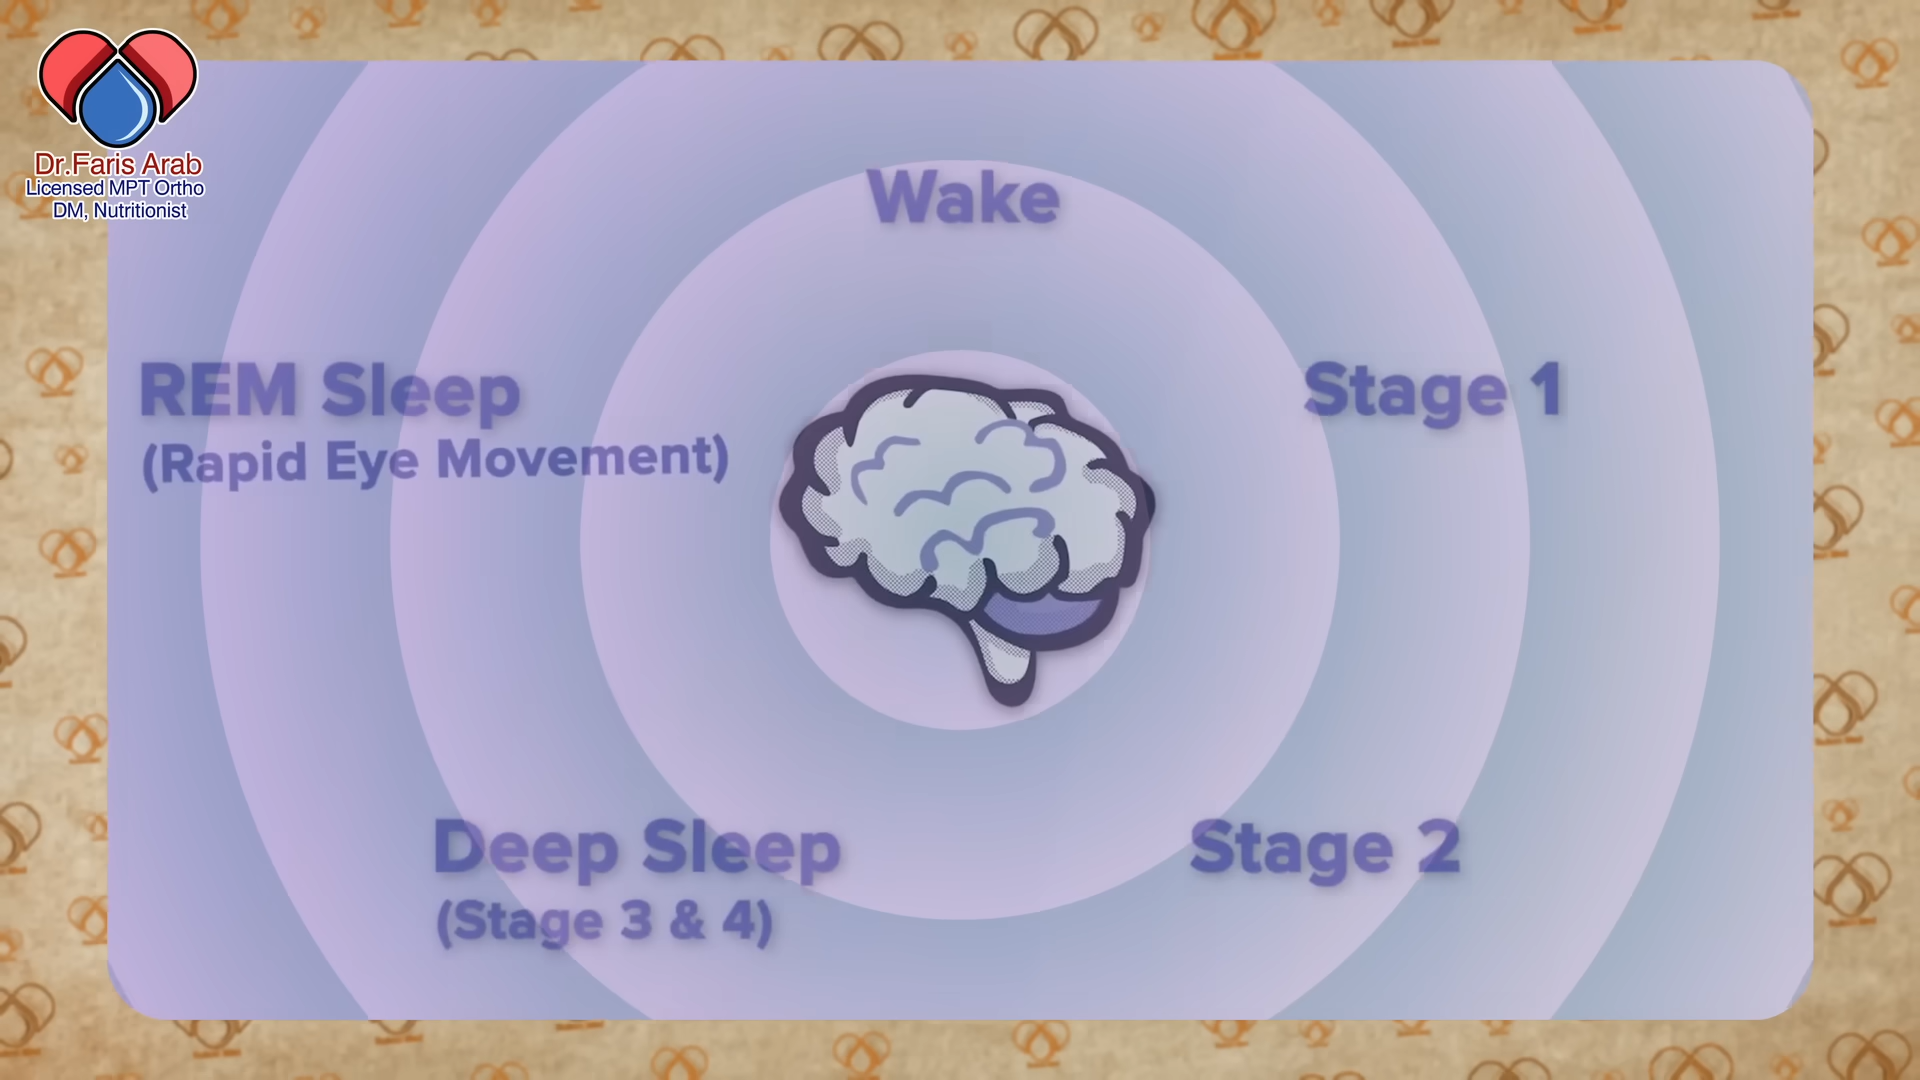 Dr.Faris Arab
Licensed MPT Ortho
DM, Nutritionist
Wake
REM Sleep
(Rapid Eye Movement)
Stage 1
Deep Sleep
(Stage 3 & 4)
Stage 2